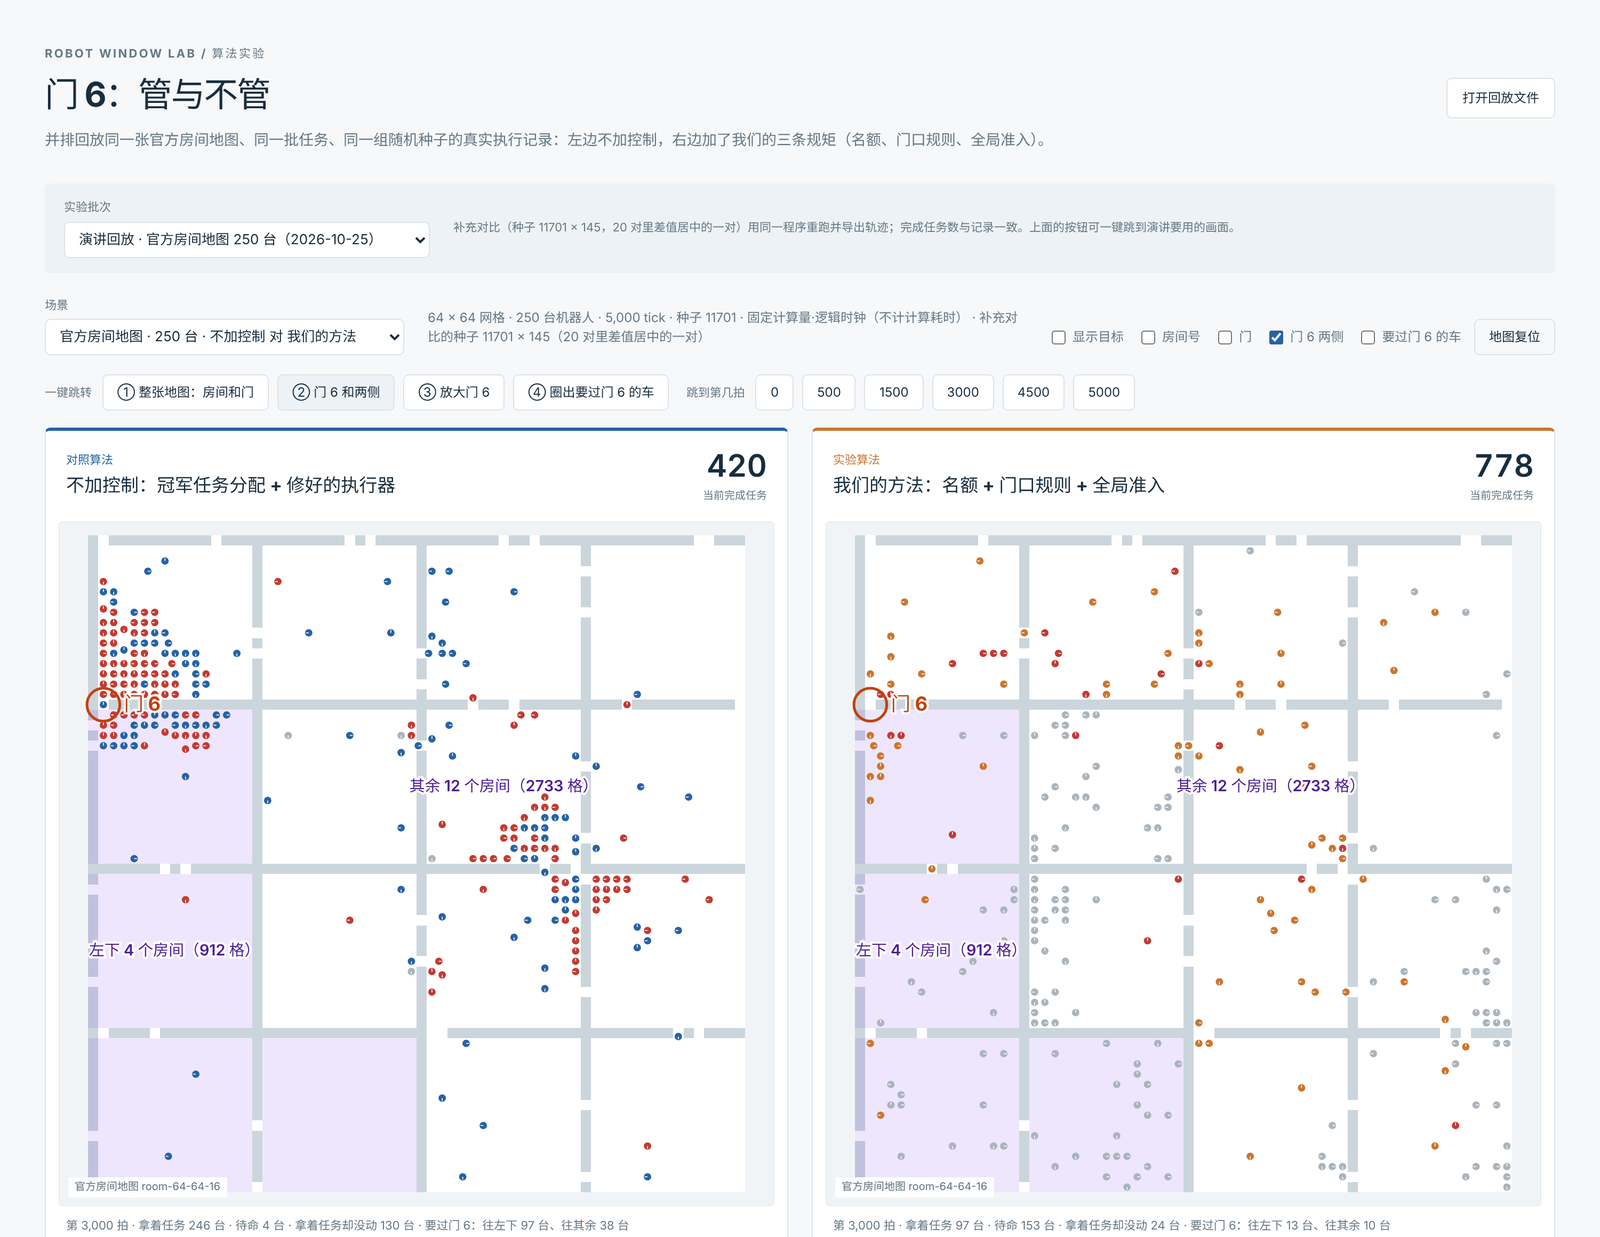 ROBOT WINDOW LAB / 算法实验
门 6：管与不管
打开回放文件
并排回放同一张官方房间地图、同一批任务、同一组随机种子的真实执行记录：左边不加控制，右边加了我们的三条规矩（名额、门口规则、全局准入）。
实验批次
演讲回放 · 官方房间地图 250 台（2026-10-25）
补充对比（种子 11701 × 145，20 对里差值居中的一对）用同一程序重跑并导出轨迹；完成任务数与记录一致。上面的按钮可一键跳到演讲要用的画面。
场景
官方房间地图 · 250 台 · 不加控制 对 我们的方法
64 × 64 网格 · 250 台机器人 · 5,000 tick · 种子 11701 · 固定计算量·逻辑时钟（不计计算耗时） · 补充对
比的种子 11701 × 145（20 对里差值居中的一对）
显示目标
房间号
门
门 6 两侧
要过门 6 的车
地图复位
一键跳转
① 整张地图：房间和门
② 门 6 和两侧
③ 放大门 6
④ 圈出要过门 6 的车
跳到第几拍
0
500
1500
3000
4500
5000
对照算法
不加控制：冠军任务分配 + 修好的执行器
420
当前完成任务
门 6
其余 12 个房间（2733 格）
左下 4 个房间（912 格）
官方房间地图 room-64-64-16
第 3,000 拍 · 拿着任务 246 台 · 待命 4 台 · 拿着任务却没动 130 台 · 要过门 6：往左下 97 台、往其余 38 台
实验算法
我们的方法：名额 + 门口规则 + 全局准入
778
当前完成任务
门 6
其余 12 个房间（2733 格）
左下 4 个房间（912 格）
官方房间地图 room-64-64-16
第 3,000 拍 · 拿着任务 97 台 · 待命 153 台 · 拿着任务却没动 24 台 · 要过门 6：往左下 13 台、往其余 10 台